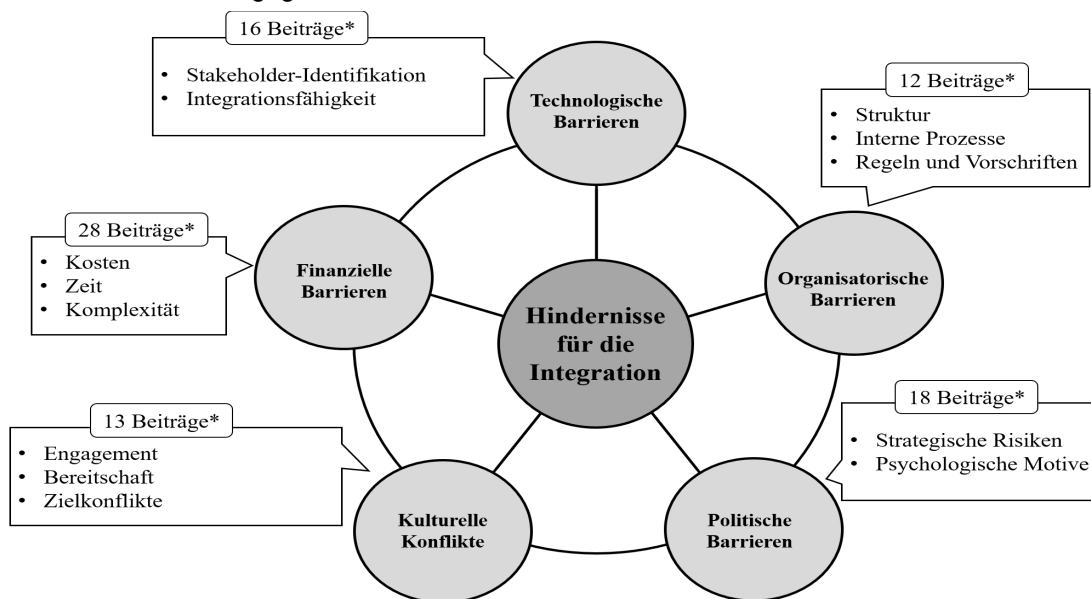 16 Beiträge*
• Stakeholder-Identifikation
• Integrationsfähigkeit
Technologische
Barrieren
12 Beiträge*
• Struktur
• Interne Prozesse
• Regeln und Vorschriften
28 Beiträge*
• Kosten
• Zeit
• Komplexität
Finanzielle
Barrieren
Hindernisse
für die
Integration
Organisatorische
Barrieren
13 Beiträge*
• Engagement
• Bereitschaft
• Zielkonflikte
Kulturelle
Konflikte
Politische
Barrieren
18 Beiträge*
• Strategische Risiken
• Psychologische Motive